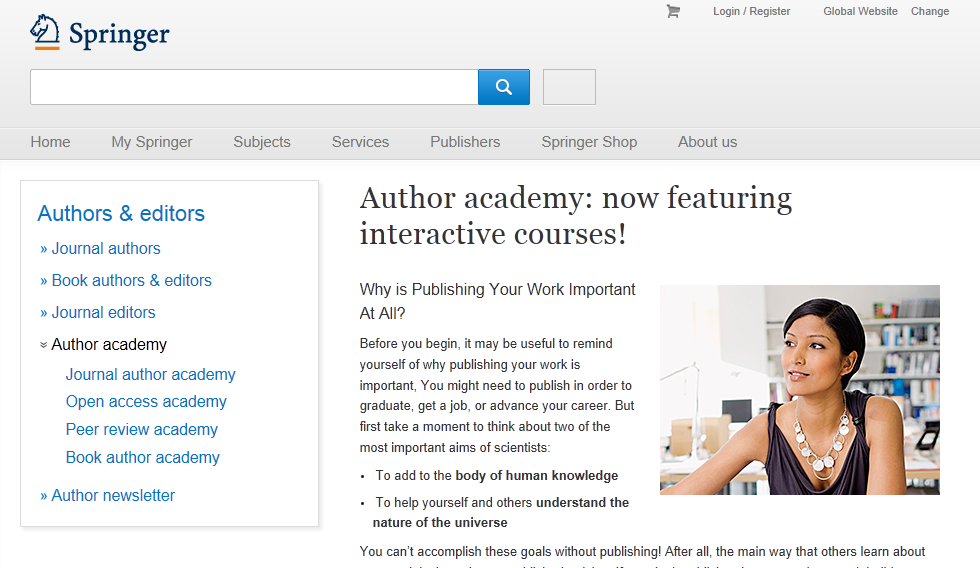 Login / Register Global Website Change
Springer
Home My Springer Subjects Services Publishers Springer Shop About us
Authors & editors
» Journal authors
» Book authors & editors
» Journal editors
Author academy
Journal author academy
Open access academy
Peer review academy
Book author academy
» Author newsletter
Author academy: now featuring
interactive courses!
Why is Publishing Your Work Important
At All?
Before you begin, it may be useful to remind
yourself of why publishing your work is
important, You might need to publish in order to
graduate, get a job, or advance your career. But
first take a moment to think about two of the
most important aims of scientists:
• To add to the body of human knowledge
• To help yourself and others understand the
nature of the universe
You can’t accomplish these goals without publishing! After all, the main way that others learn about